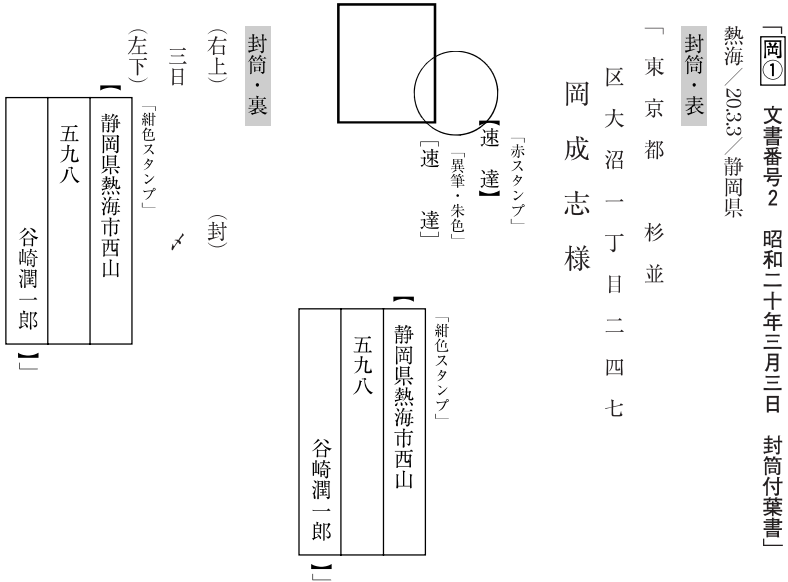 「岡① 文書番号2 昭和二十年三月三日 封筒付葉書」
熱海/20.3.3/静岡県
封筒・表
「東京都 杉並
区大沼一丁目二四七
岡成志様
「赤スタンプ」
【速達】
「異筆・朱色」
[速達]
「紺色スタンプ」
【静岡県熱海市西山
五九八
谷崎潤一郎】」
封筒・裏
(右上) (封)
三日 〆
(左下)
「紺色スタンプ」
【静岡県熱海市西山
五九八
谷崎潤一郎】」